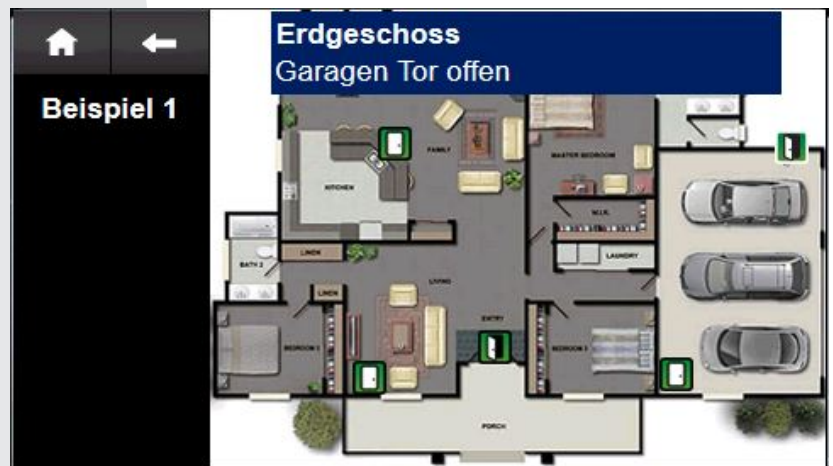 Erdgeschoss
Garagen Tor offen
Beispiel 1
FAMILY
MASTER BEDROOM
KITCHEN
W.I.R.
BATH 2
LINEN
LAUNDRY
LIVING
LINEN
ENTRY
BEDROOM 2
BEDROOM 3
PORCH